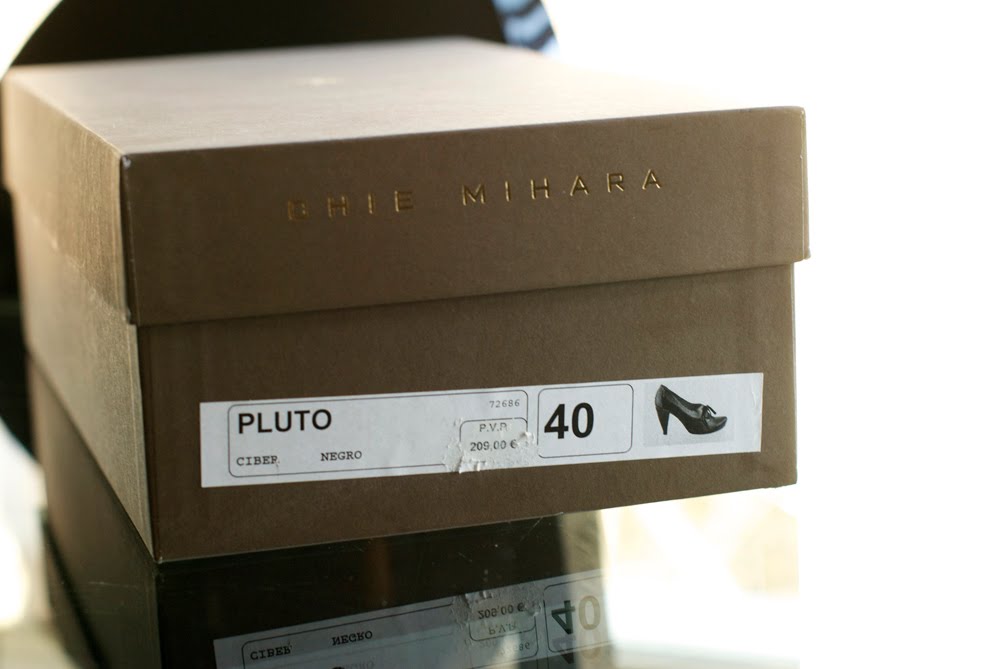 CHIE MIHARA
PLUTO
72686
P.V.P.
209,00 €
CIBER
NEGRO
40